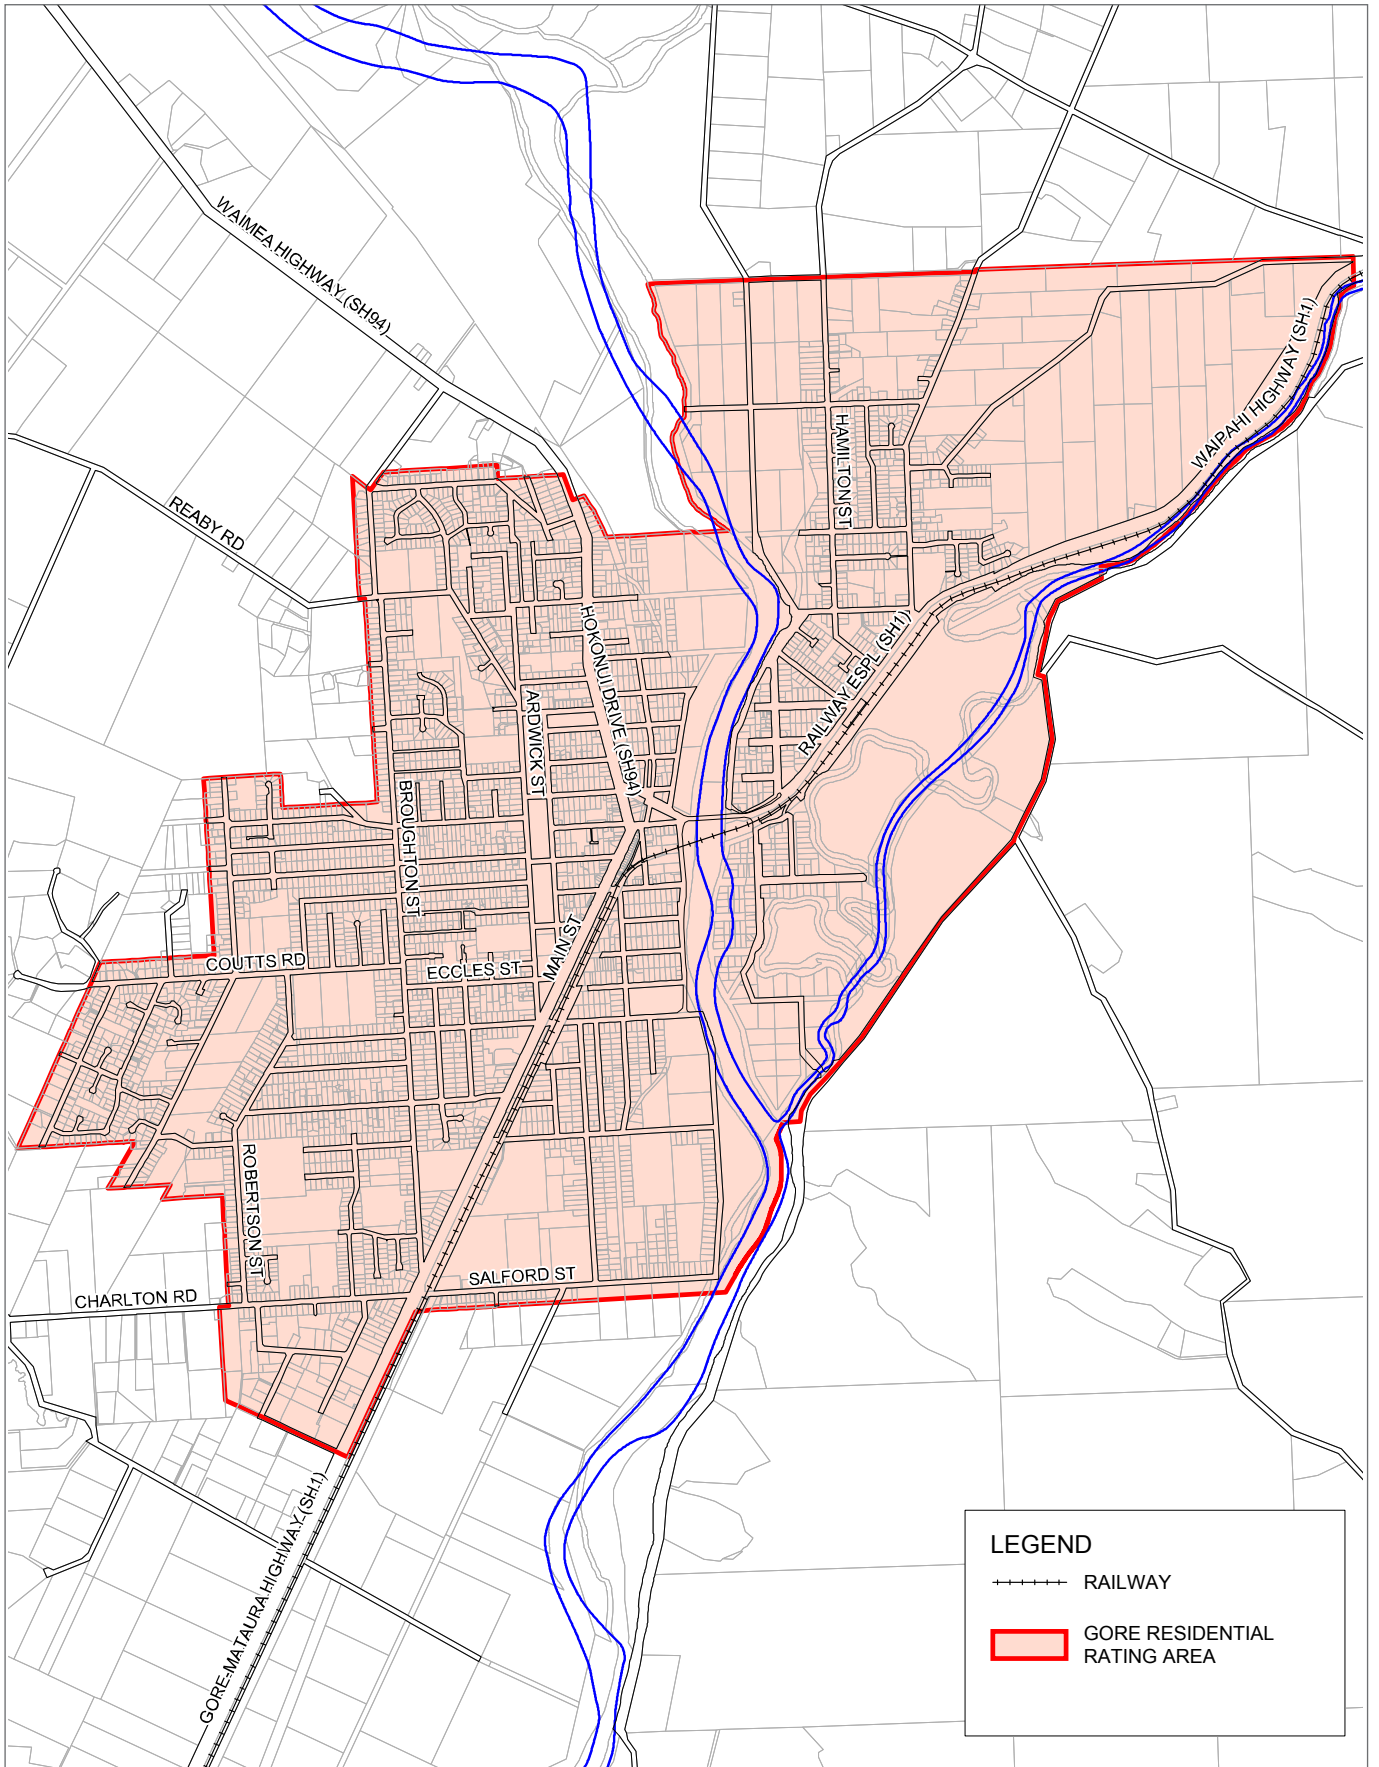 WAIMEA HIGHWAY (SH94)
WAIPAHI HIGHWAY (SH1)
HAMILTON ST
REABY RD
HOKONUI DRIVE (SH94)
RAILWAY ESPL (SH1)
ARDWICK ST
BROUGHTON ST
MAIN ST
COUTTS RD
ECCLES ST
ROBERTSON ST
SALFORD ST
CHARLTON RD
GORE-MATAURA HIGHWAY (SH1)
LEGEND
RAILWAY
GORE RESIDENTIAL
RATING AREA